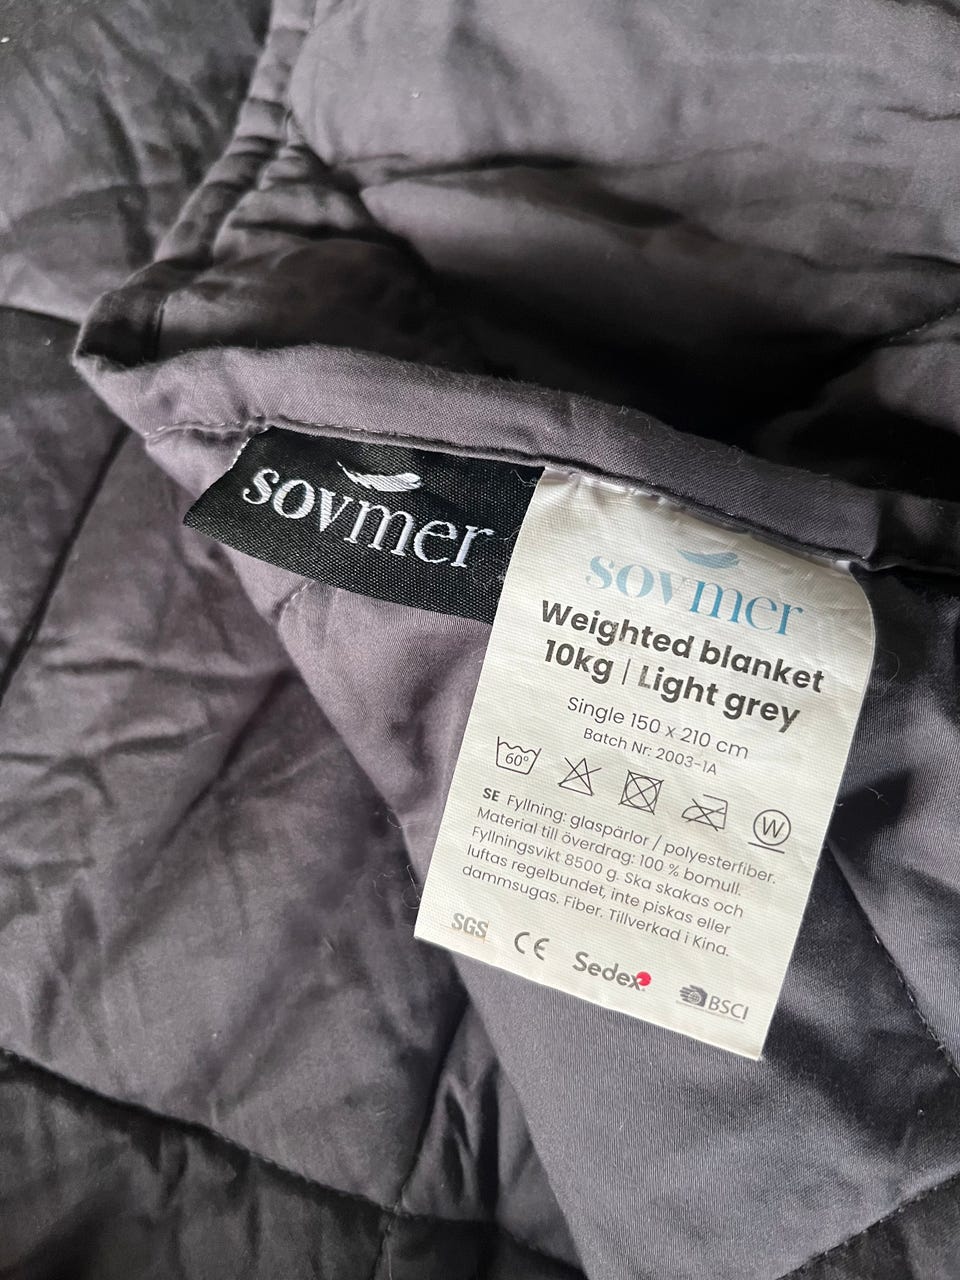 sovmer
sovmer
Weighted blanket
10kg | Light grey
Single 150 x 210 cm
Batch Nr: 2003-1A
60°
W
SE Fyllning: glaspärlor / polyesterfiber.
Material till överdrag: 100 % bomull.
Fyllningsvikt 8500 g. Ska skakas och
luftas regelbundet, inte piskas eller
dammsugas. Fiber. Tillverkad i Kina.
SGS CE Sedex BSCI